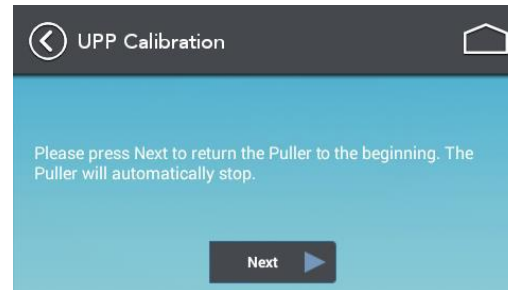 UPP Calibration
Please press Next to return the Puller to the beginning. The
Puller will automatically stop.
Next